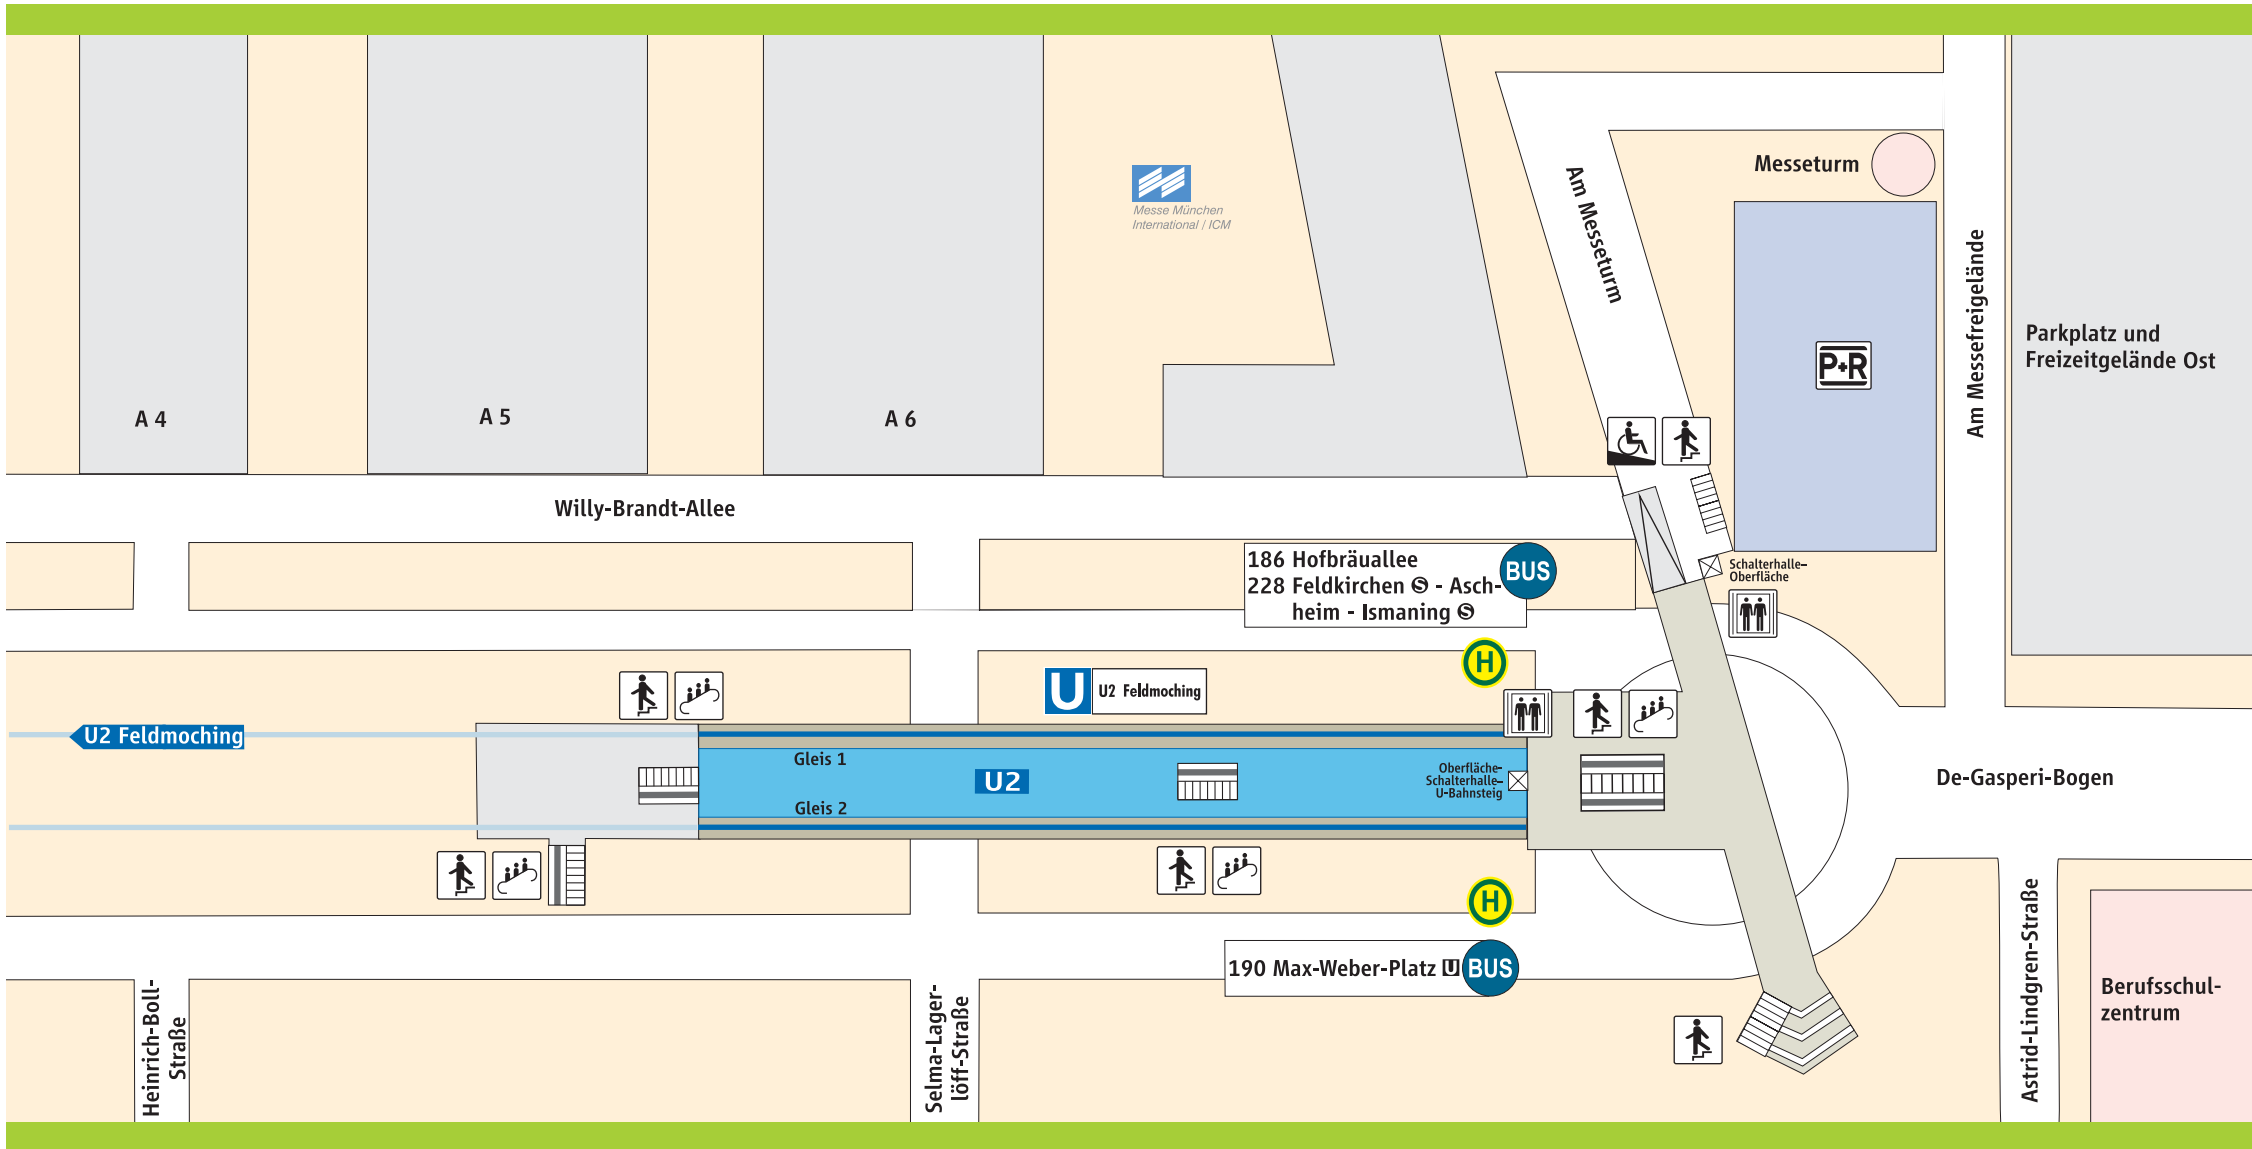 Messe München
International / ICM
Messeturm
Am Messeturm
Am Messefreigelände
Parkplatz und
Freizeitgelände Ost
P+R
A 4
A 5
A 6
Willy-Brandt-Allee
186 Hofbräuallee
228 Feldkirchen S - Asch-
heim - Ismaning S
BUS
Schalterhalle-
Oberfläche
H
U
U2 Feldmoching
U2 Feldmoching
Gleis 1
U2
Gleis 2
Oberfläche-
Schalterhalle-
U-Bahnsteig
De-Gasperi-Bogen
H
190 Max-Weber-Platz U
BUS
Heinrich-Boll-
Straße
Selma-Lager-
löff-Straße
Astrid-Lindgren-Straße
Berufsschul-
zentrum